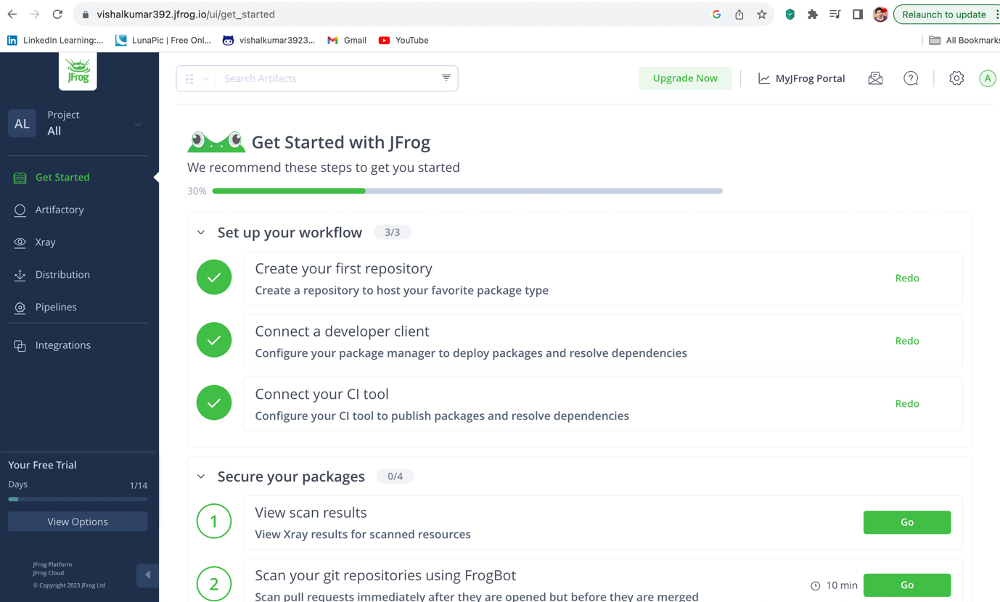 vishalkumar392.jfrog.io/ui/get_started
Relaunch to update
LinkedIn Learning:...
LunaPic | Free Onl...
vishalkumar3923...
Gmail
YouTube
All Bookmarks
JFrog
Search Artifacts
Upgrade Now
MyJFrog Portal
A
AL
Project
All
Get Started
Artifactory
Xray
Distribution
Pipelines
Integrations
Your Free Trial
Days 1/14
View Options
JFrog Platform
JFrog Cloud
© Copyright 2023 JFrog Ltd
Get Started with JFrog
We recommend these steps to get you started
30%
Set up your workflow 3/3
Create your first repository
Create a repository to host your favorite package type
Redo
Connect a developer client
Configure your package manager to deploy packages and resolve dependencies
Redo
Connect your CI tool
Configure your CI tool to publish packages and resolve dependencies
Redo
Secure your packages 0/4
1
View scan results
View Xray results for scanned resources
Go
2
Scan your git repositories using FrogBot
Scan pull requests immediately after they are opened but before they are merged
10 min
Go